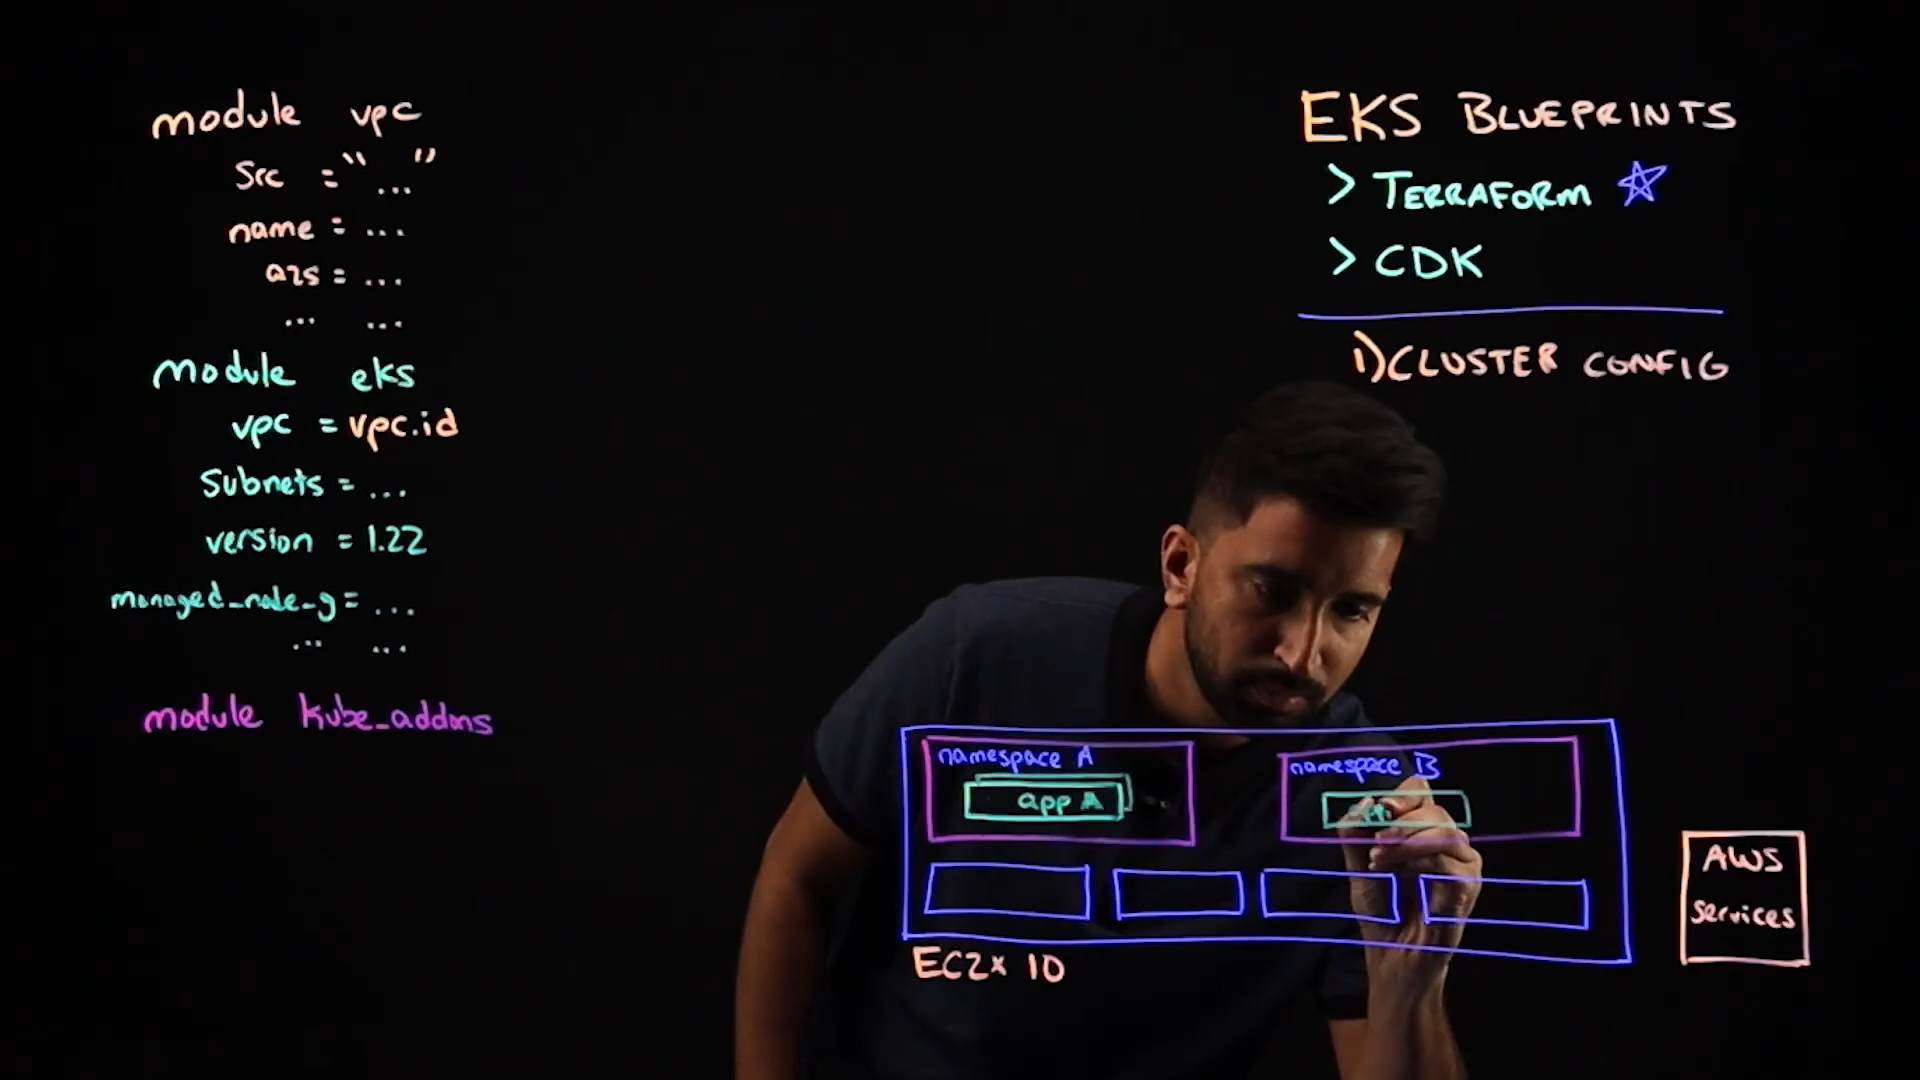 module vpc
src = "..."
name = ...
azs = ...
... ...
module eks
vpc = vpc.id
Subnets = ...
version = 1.22
managed_node_g = ...
... ...
module kube_addons
EKS BLUEPRINTS
> TERRAFORM
> CDK
1) CLUSTER CONFIG
namespace A
app A
namespace B
EC2x 10
AWS
Services